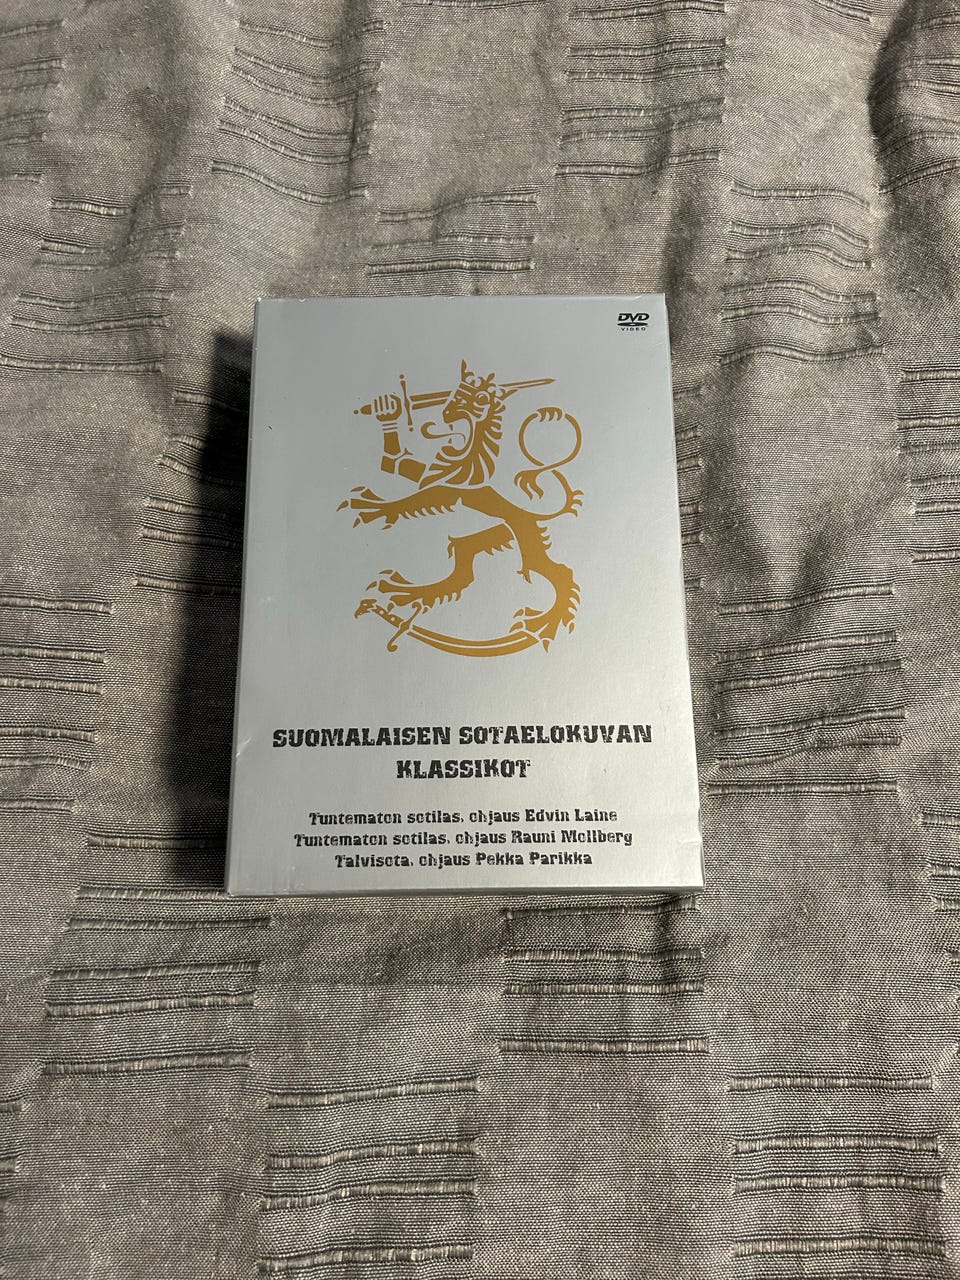 DVD
VIDEO
SUOMALAISEN SOTAELOKUVAN
KLASSIKOT
Tuntematon sotilas, ohjaus Edvin Laine
Tuntematon sotilas, ohjaus Rauni Mollberg
Talvisota, ohjaus Pekka Parikka